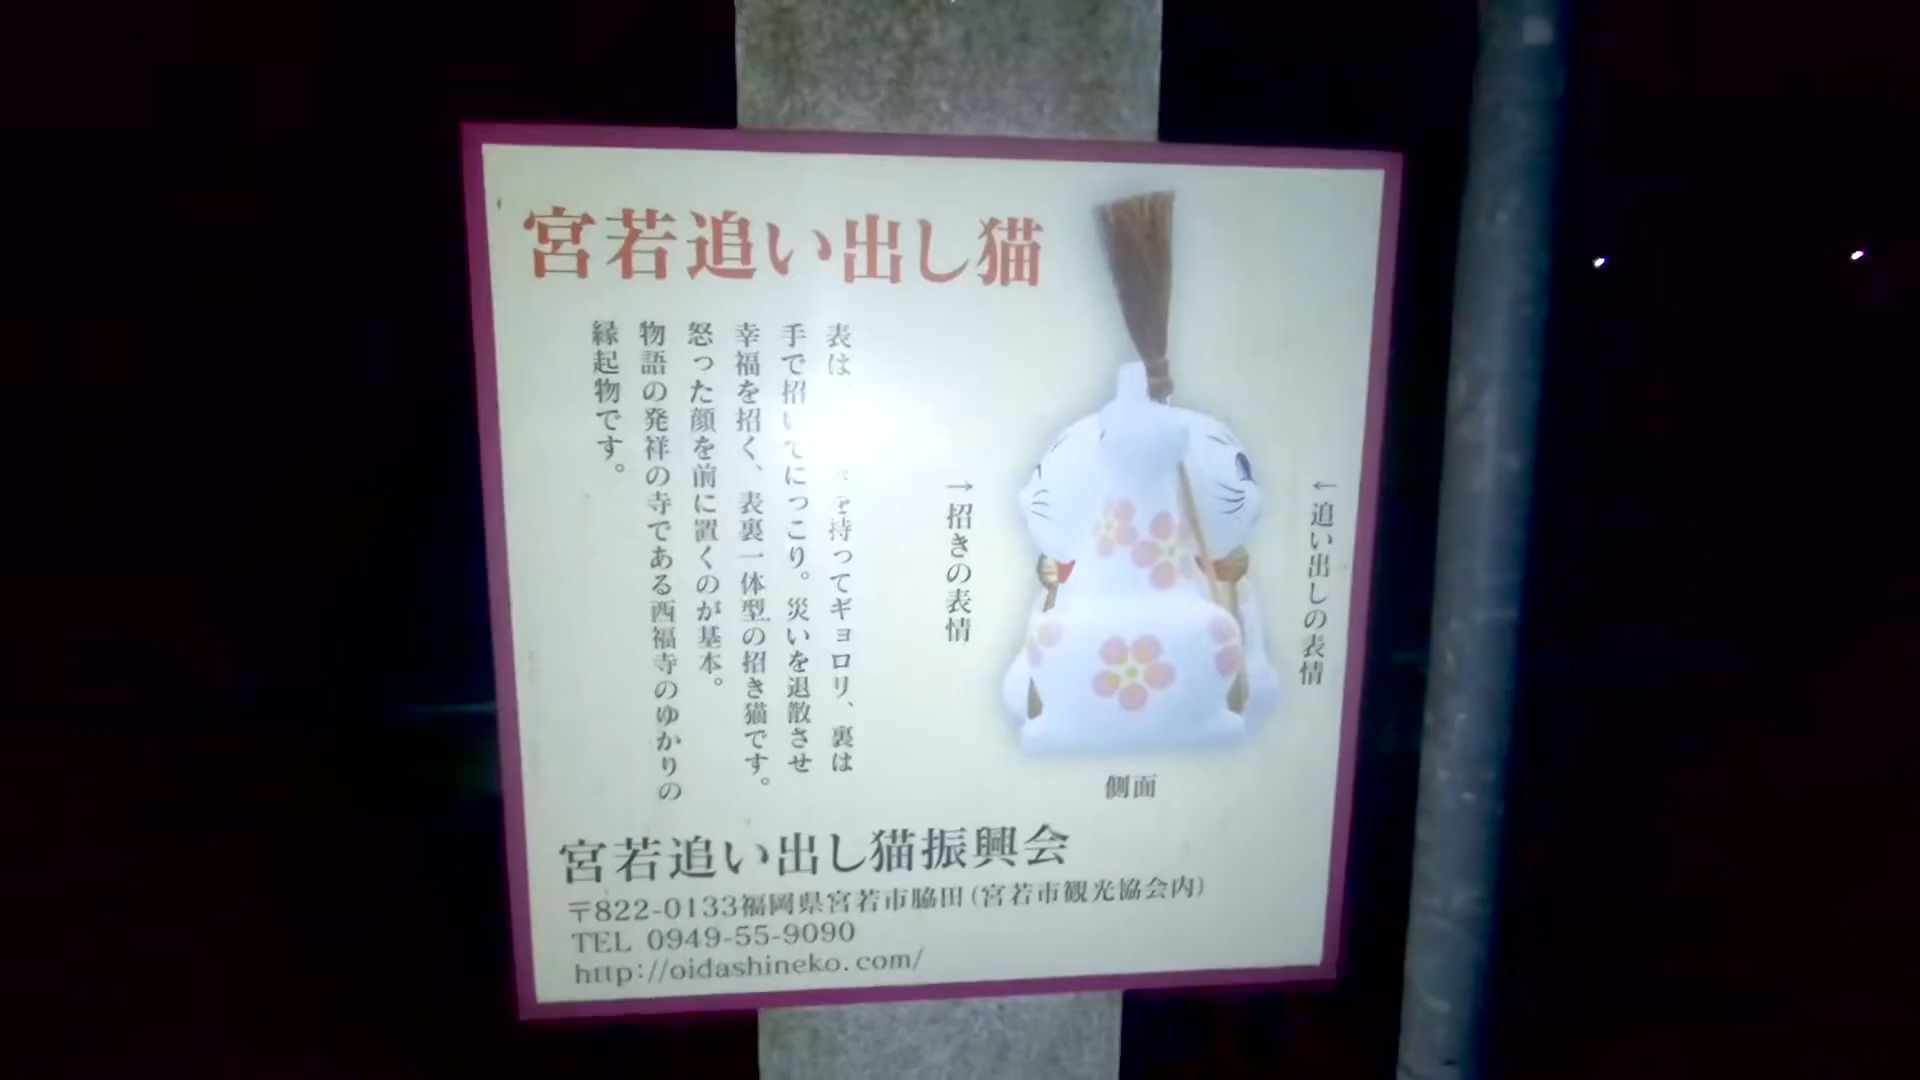 宮若追い出し猫
表は、を持ってギョロリ、裏は
手で招いてにっこり。災いを退散させ
幸福を招く、表裏一体型の招き猫です。
怒った顔を前に置くのが基本。
物語の発祥の寺である西福寺のゆかりの
縁起物です。
→招きの表情
←追い出しの表情
側面
宮若追い出し猫振興会
〒822-0133福岡県宮若市脇田(宮若市観光協会内)
TEL 0949-55-9090
http://oidashineko.com/